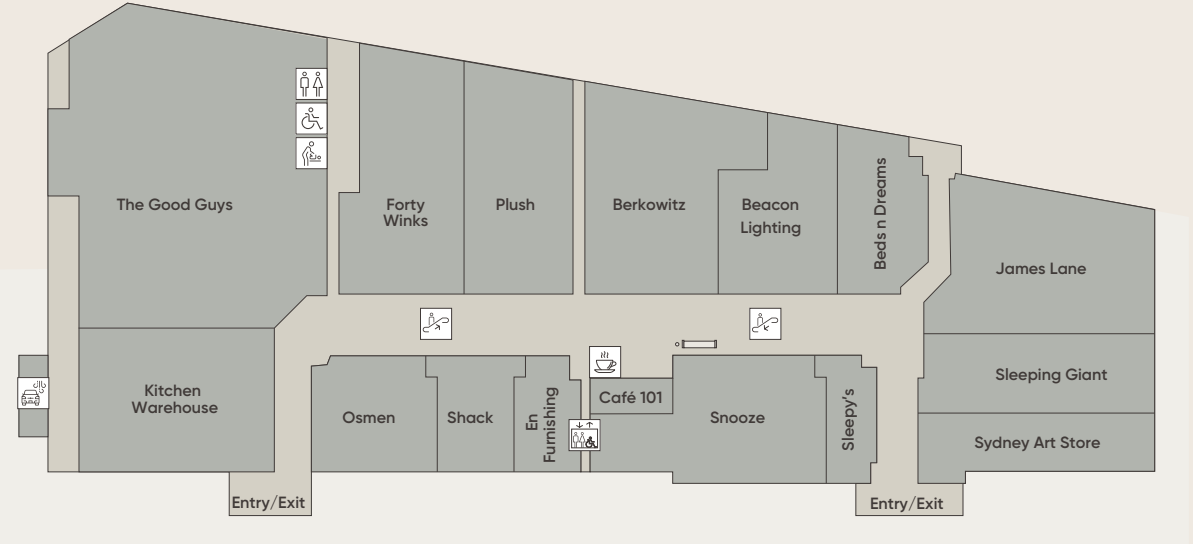 The Good Guys
Forty
Winks
Plush
Berkowitz
Beacon
Lighting
Beds n Dreams
James Lane
Kitchen
Warehouse
Osmen
Shack
En
Furnishing
Café 101
Snooze
Sleepy's
Sleeping Giant
Sydney Art Store
Entry/Exit
Entry/Exit